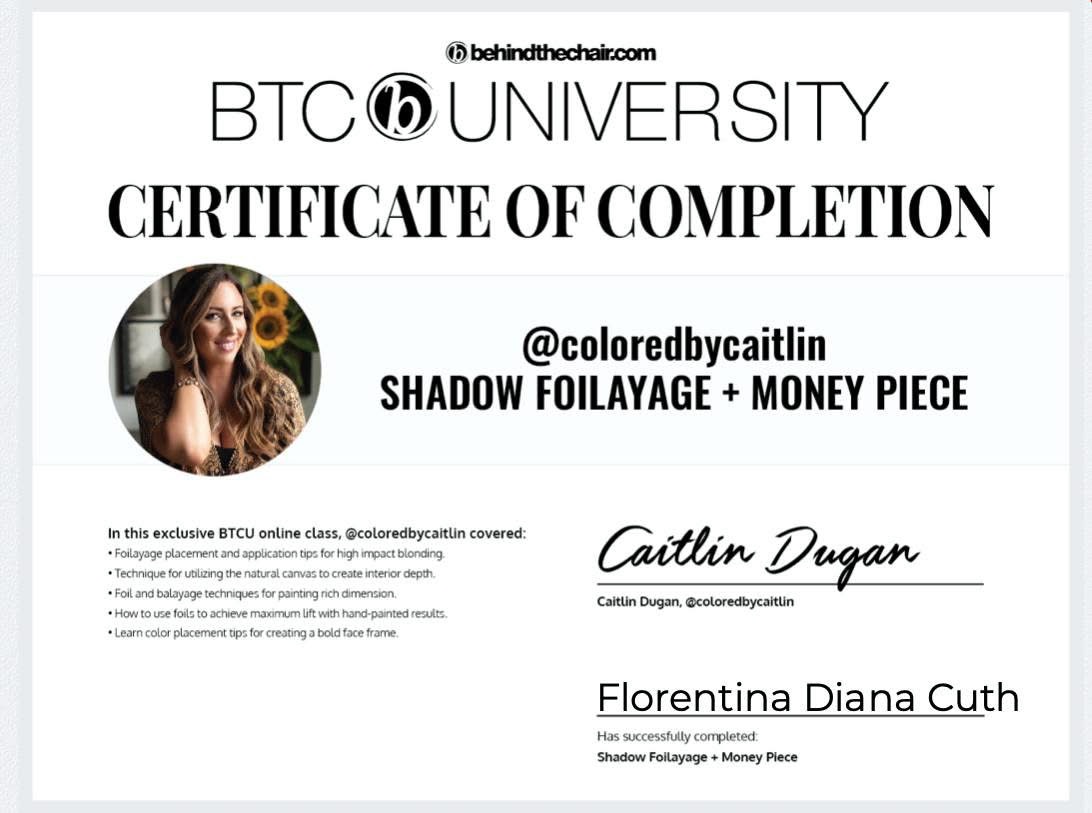 behindthechair.com
BTC b UNIVERSITY
CERTIFICATE OF COMPLETION
@coloredbycaitlin
SHADOW FOILAYAGE + MONEY PIECE
In this exclusive BTCU online class, @coloredbycaitlin covered:
• Foilayage placement and application tips for high impact blonding.
• Technique for utilizing the natural canvas to create interior depth.
• Foil and balayage techniques for painting rich dimension.
• How to use foils to achieve maximum lift with hand-painted results.
• Learn color placement tips for creating a bold face frame.
Caitlin Dugan
Caitlin Dugan, @coloredbycaitlin
Florentina Diana Cuth
Has successfully completed:
Shadow Foilayage + Money Piece